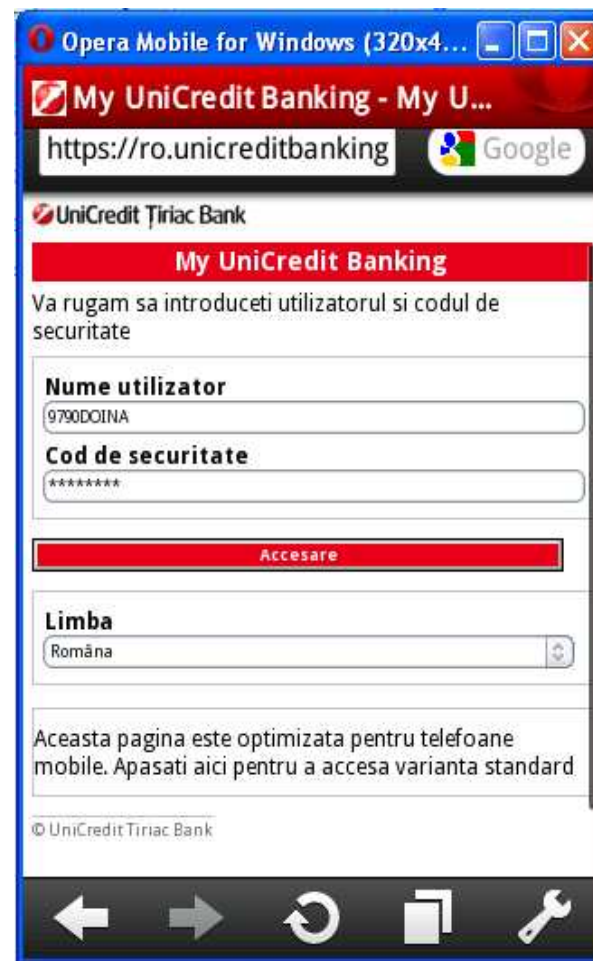 Opera Mobile for Windows (320x4...
My UniCredit Banking - My U...
https://ro.unicreditbanking
Google
UniCredit Ţiriac Bank
My UniCredit Banking
Va rugam sa introduceti utilizatorul si codul de
securitate
Nume utilizator
9790DOINA
Cod de securitate
********
Accesare
Limba
Româna
Aceasta pagina este optimizata pentru telefoane
mobile. Apasati aici pentru a accesa varianta standard
© UniCredit Tiriac Bank